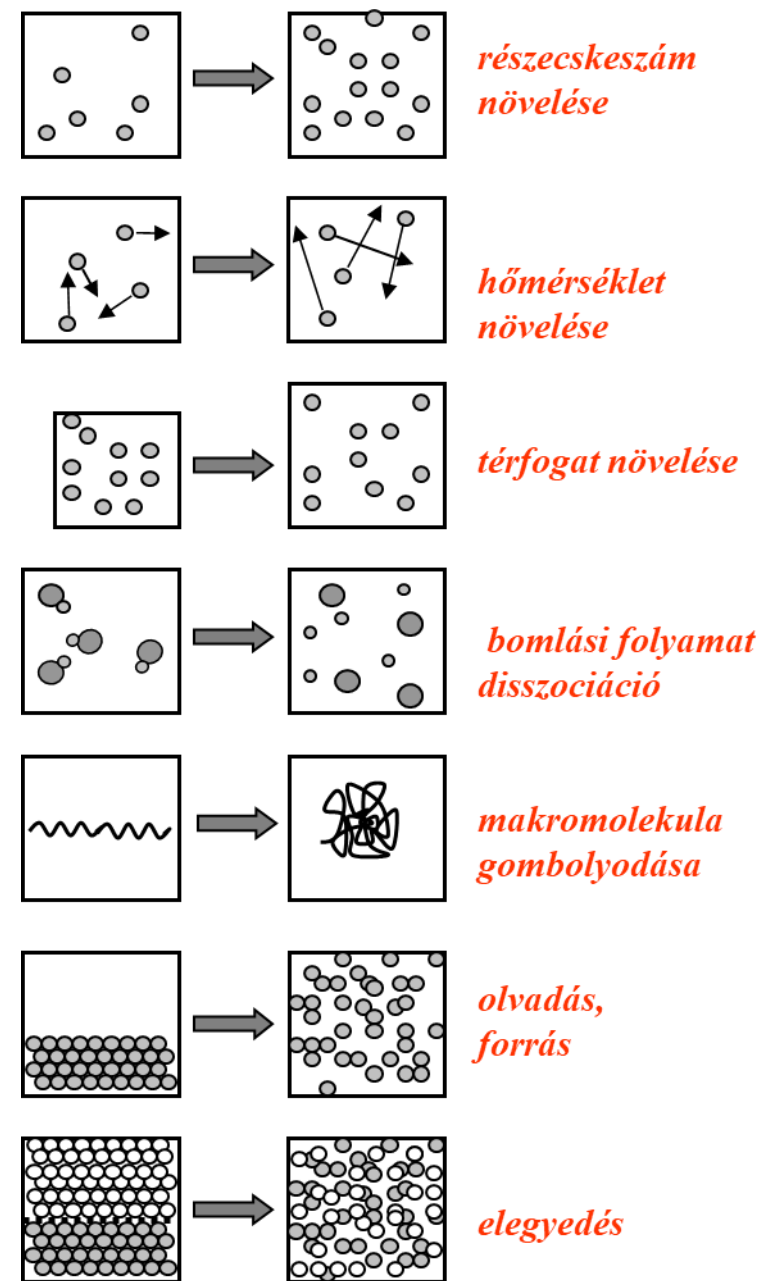 részecskeszám
növelése
hőmérséklet
növelése
térfogat növelése
bomlási folyamat
disszociáció
makromolekula
gombolyodása
olvadás,
forrás
elegyedés